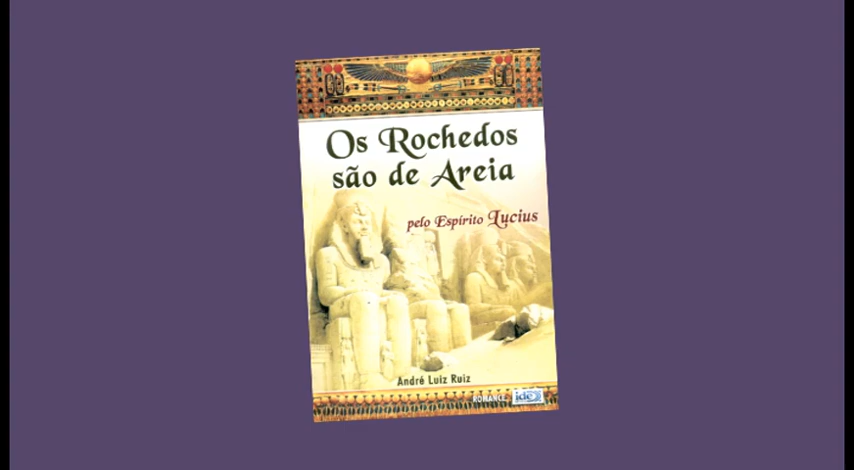 Os Rochedos
são de Areia
pelo Espírito Lucius
André Luiz Ruiz
ROMANCE
ide